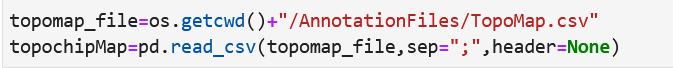 topomap_file=os.getcwd()+"/AnnotationFiles/TopoMap.csv"
topochipMap=pd.read_csv(topomap_file,sep=";",header=None)